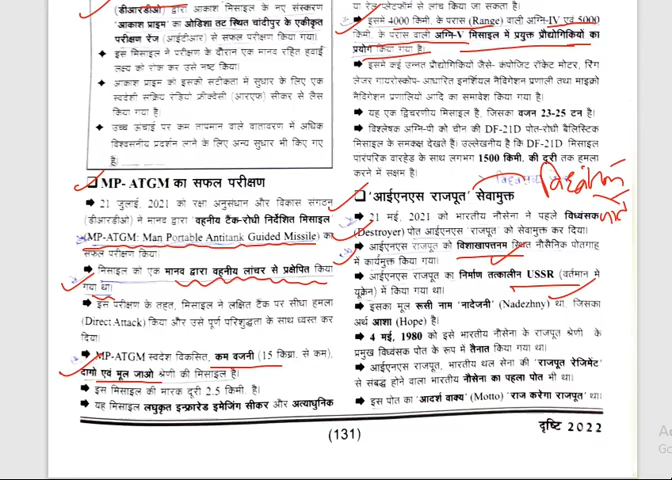 (डीआरडीओ) द्वारा आकाश मिसाइल के नए संस्करण
'आकाश प्राइम' का ओडिशा तट स्थित चांदीपुर के एकीकृत
परीक्षण रेंज (आईटीआर) से सफल परीक्षण किया गया।
इस मिसाइल ने परीक्षण के दौरान एक मानव रहित हवाई
लक्ष्य को रोक कर उसे नष्ट किया।
आकाश प्राइम को इसकी सटीकता में सुधार के लिए एक
स्वदेशी सक्रिय रेडियो फ्रीक्वेंसी (आरएफ) सीकर से लैस
किया गया है।
उच्च ऊंचाई पर कम तापमान वाले वातावरण में अधिक
विश्वसनीय प्रदर्शन लाने के लिए अन्य सुधार भी किए गए
हैं।
MP- ATGM का सफल परीक्षण
21 जुलाई, 2021 को रक्षा अनुसंधान और विकास संगठन
(डीआरडीओ) ने मानव द्वारा 'वहनीय टैंक-रोधी निर्देशित मिसाइल'
(MP-ATGM: Man Portable Antitank Guided Missile) का
सफल परीक्षण किया।
मिसाइल को एक मानव द्वारा वहनीय लांचर से प्रक्षेपित किया
गया था।
इस परीक्षण के तहत, मिसाइल ने लक्षित टैंक पर सीधा हमला
(Direct Attack) किया और उसे पूर्ण परिशुद्धता के साथ ध्वस्त कर
दिया।
MP-ATGM स्वदेश विकसित, कम वजनी (15 किग्रा. से कम),
दागो एवं भूल जाओ श्रेणी की मिसाइल है।
इस मिसाइल की मारक दूरी 2.5 किमी. है।
यह मिसाइल लघुकृत इन्फ्रारेड इमेजिंग सीकर और अत्याधुनिक
या रेल प्लेटफॉर्म से लांच किया जा सकता है।
इसमें 4000 किमी. के परास (Range) वाली अग्नि-IV एवं 5000
किमी. के परास वाली अग्नि-V मिसाइल में प्रयुक्त प्रौद्योगिकियों का
प्रयोग किया गया है।
इसमें कई उन्नत प्रौद्योगिकियों जैसे- कंपोजिट रॉकेट मोटर, रिंग
लेजर गायरोस्कोप-आधारित इनर्शियल नैविगेशन प्रणाली तथा माइक्रो
नैविगेशन प्रणालियों आदि का समावेश किया गया है।
यह एक द्विचरणीय मिसाइल है, जिसका वजन 23-25 टन है।
विश्लेषक अग्नि-पी को चीन की DF-21D पोत-रोधी बैलिस्टिक
मिसाइल के समकक्ष देखते हैं। उल्लेखनीय है कि DF-21D मिसाइल
पारंपरिक वारहेड के साथ लगभग 1500 किमी. की दूरी तक हमला
करने में सक्षम है।
'आईएनएस राजपूत' सेवामुक्त
21 मई, 2021 को भारतीय नौसेना ने पहले विध्वंसक
(Destroyer) पोत आईएनएस 'राजपूत' को सेवामुक्त कर दिया।
आईएनएस राजपूत को विशाखापत्तनम स्थित नौसैनिक पोतगाह
में कार्यमुक्त किया गया।
आईएनएस राजपूत का निर्माण तत्कालीन USSR (वर्तमान में
यूक्रेन) में किया गया था।
इसका मूल रूसी नाम 'नादेजनी' (Nadezhny) था, जिसका
अर्थ आशा (Hope) है।
4 मई, 1980 को इसे भारतीय नौसेना के राजपूत श्रेणी के
प्रमुख विध्वंसक पोत के रूप में तैनात किया गया था।
आईएनएस राजपूत, भारतीय थल सेना की 'राजपूत रेजिमेंट'
से संबद्ध होने वाला भारतीय नौसेना का पहला पोत भी था।
इस पोत का 'आदर्श वाक्य' (Motto) 'राज करेगा राजपूत' था।
(131)
दृष्टि 2022